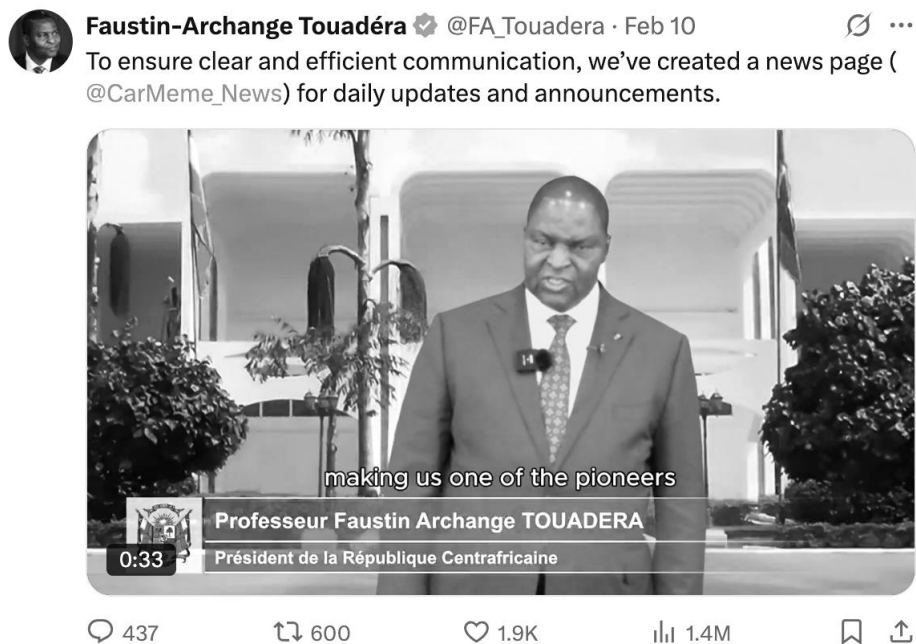 Faustin-Archange Touadéra @FA_Touadera · Feb 10
To ensure clear and efficient communication, we've created a news page (
@CarMeme_News) for daily updates and announcements.
making us one of the pioneers
Professeur Faustin Archange TOUADERA
Président de la République Centrafricaine
0:33
437 600 1.9K 1.4M